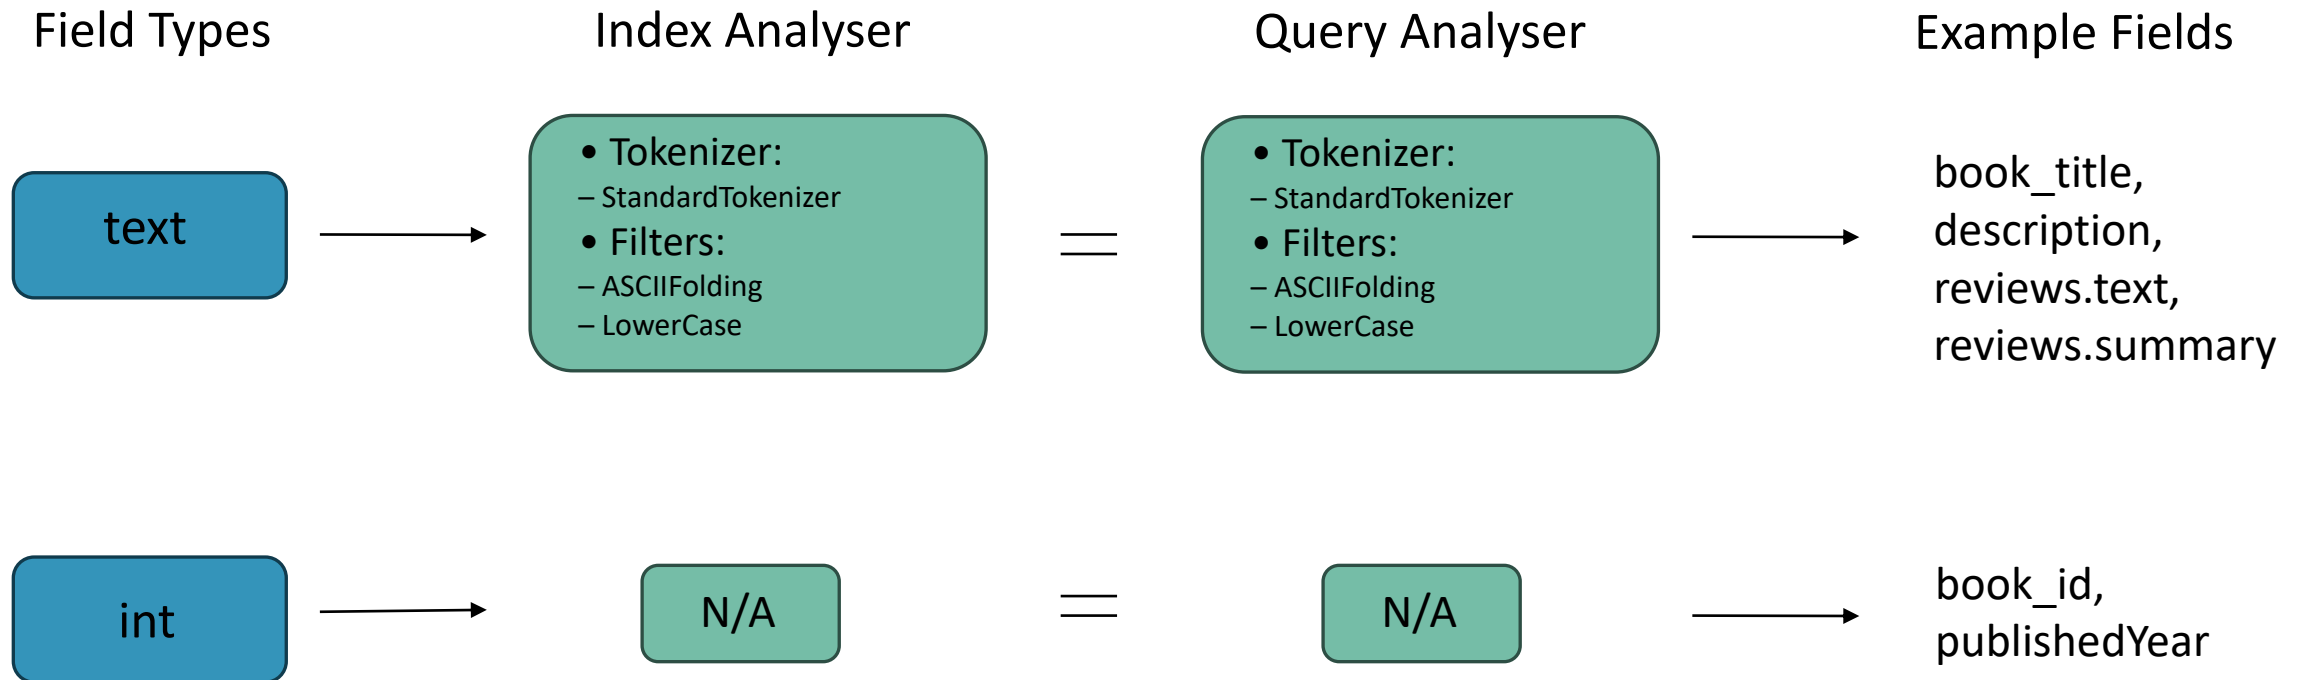 Field Types
Index Analyser
Query Analyser
Example Fields
text
• Tokenizer:
– StandardTokenizer
• Filters:
– ASCIIFolding
– LowerCase
=
• Tokenizer:
– StandardTokenizer
• Filters:
– ASCIIFolding
– LowerCase
book_title,
description,
reviews.text,
reviews.summary
int
N/A
=
N/A
book_id,
publishedYear